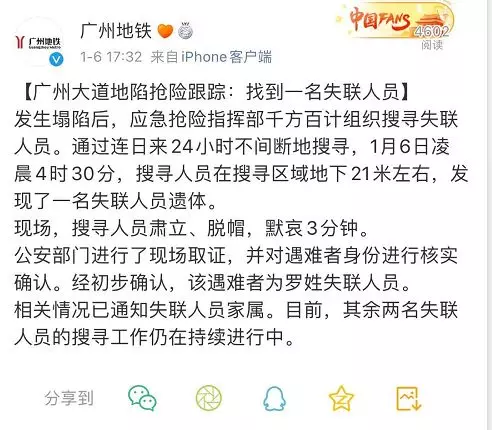 广州地铁
中国FANS
4602
阅读
广州地铁
Guangzhou Metro
1-6 17:32 来自iPhone客户端
【广州大道地陷抢险跟踪：找到一名失联人员】
发生塌陷后，应急抢险指挥部千方百计组织搜寻失联
人员。通过连日来24小时不间断地搜寻，1月6日凌
晨4时30分，搜寻人员在搜寻区域地下21米左右，发
现了一名失联人员遗体。
现场，搜寻人员肃立、脱帽，默哀3分钟。
公安部门进行了现场取证，并对遇难者身份进行核实
确认。经初步确认，该遇难者为罗姓失联人员。
相关情况已通知失联人员家属。目前，其余两名失联
人员的搜寻工作仍在持续进行中。
分享到